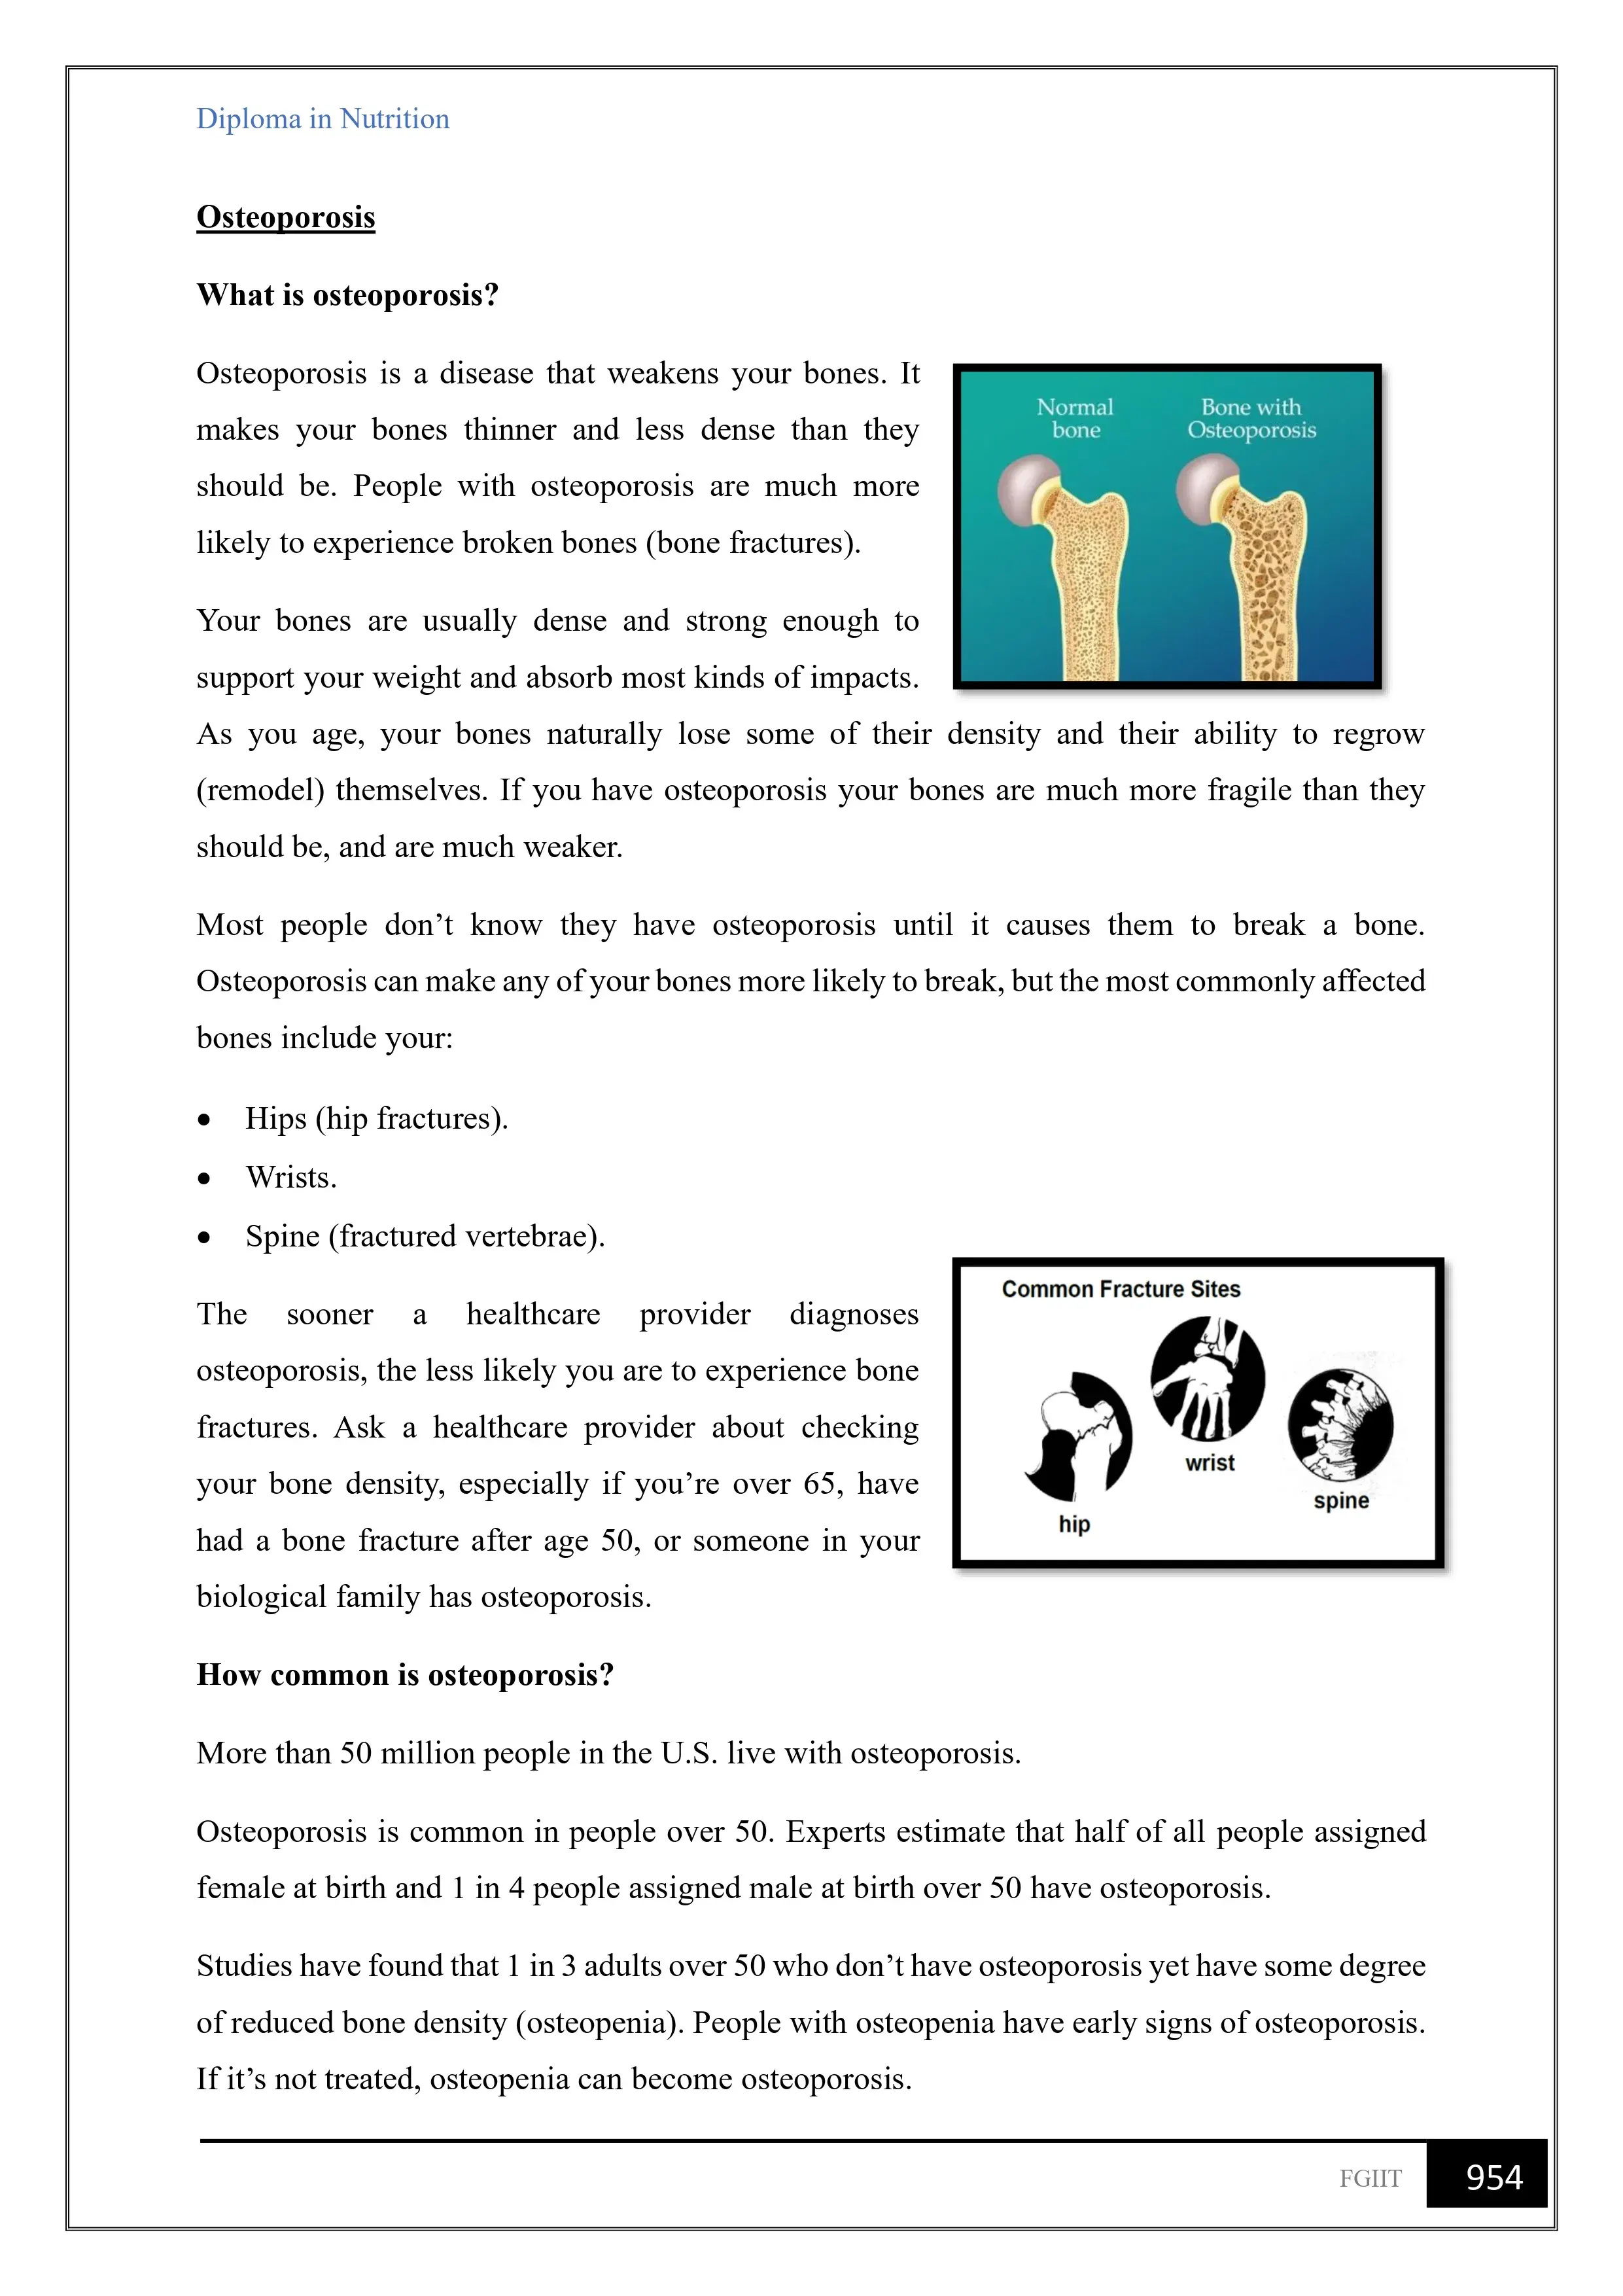 Diploma in Nutrition
Osteoporosis
What is osteoporosis?
Osteoporosis is a disease that weakens your bones. It
makes your bones thinner and less dense than they
should be. People with osteoporosis are much more
likely to experience broken bones (bone fractures).
Normal
bone
Bone with
Osteoporosis
Your bones are usually dense and strong enough to
support your weight and absorb most kinds of impacts.
As you age, your bones naturally lose some of their density and their ability to regrow
(remodel) themselves. If you have osteoporosis your bones are much more fragile than they
should be, and are much weaker.
Most people don’t know they have osteoporosis until it causes them to break a bone.
Osteoporosis can make any of your bones more likely to break, but the most commonly affected
bones include your:
• Hips (hip fractures).
• Wrists.
• Spine (fractured vertebrae).
The sooner a healthcare provider diagnoses
osteoporosis, the less likely you are to experience bone
fractures. Ask a healthcare provider about checking
your bone density, especially if you’re over 65, have
had a bone fracture after age 50, or someone in your
biological family has osteoporosis.
Common Fracture Sites
hip
wrist
spine
How common is osteoporosis?
More than 50 million people in the U.S. live with osteoporosis.
Osteoporosis is common in people over 50. Experts estimate that half of all people assigned
female at birth and 1 in 4 people assigned male at birth over 50 have osteoporosis.
Studies have found that 1 in 3 adults over 50 who don’t have osteoporosis yet have some degree
of reduced bone density (osteopenia). People with osteopenia have early signs of osteoporosis.
If it’s not treated, osteopenia can become osteoporosis.
FGIIT
954